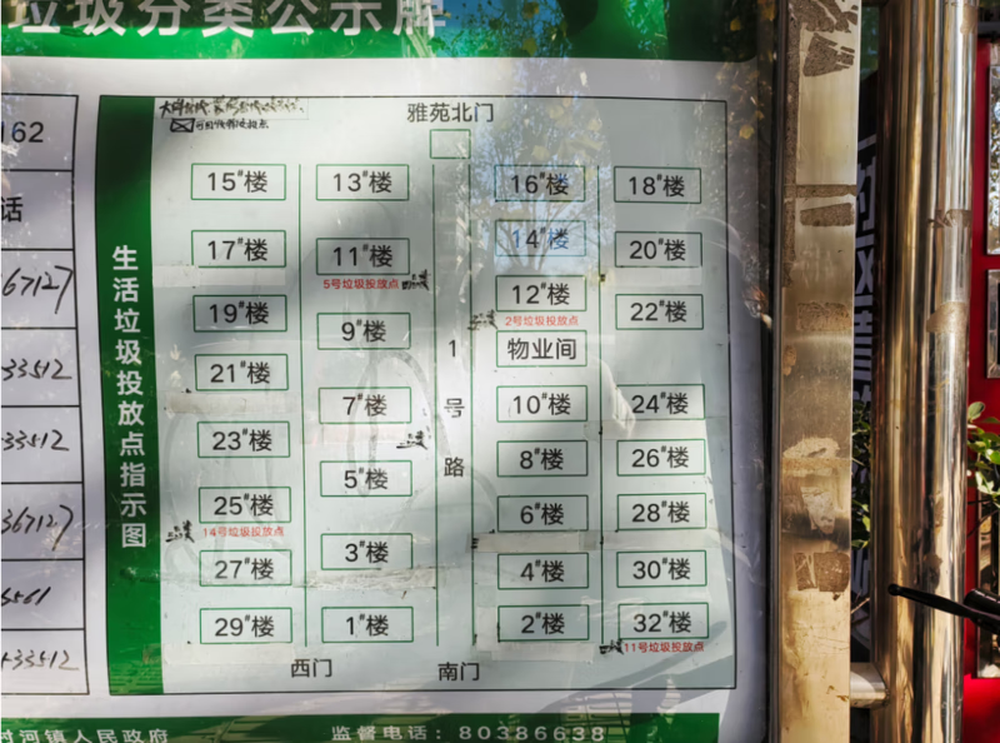 垃圾分类公示牌
162
话
67127
33512
33512
367127
6561
33512
生活垃圾投放点指示图
雅苑北门
15#楼 13#楼 16#楼 18#楼
17#楼 11#楼 14#楼 20#楼
5号垃圾投放点
19#楼 9#楼 12#楼 22#楼
2号垃圾投放点
物业间
21#楼 7#楼 10#楼 24#楼
23#楼 5#楼 8#楼 26#楼
25#楼 3#楼 6#楼 28#楼
14号垃圾投放点
27#楼 1#楼 4#楼 30#楼
29#楼 2#楼 32#楼
11号垃圾投放点
1号路
西门 南门
村河镇人民政府 监督电话：80386638